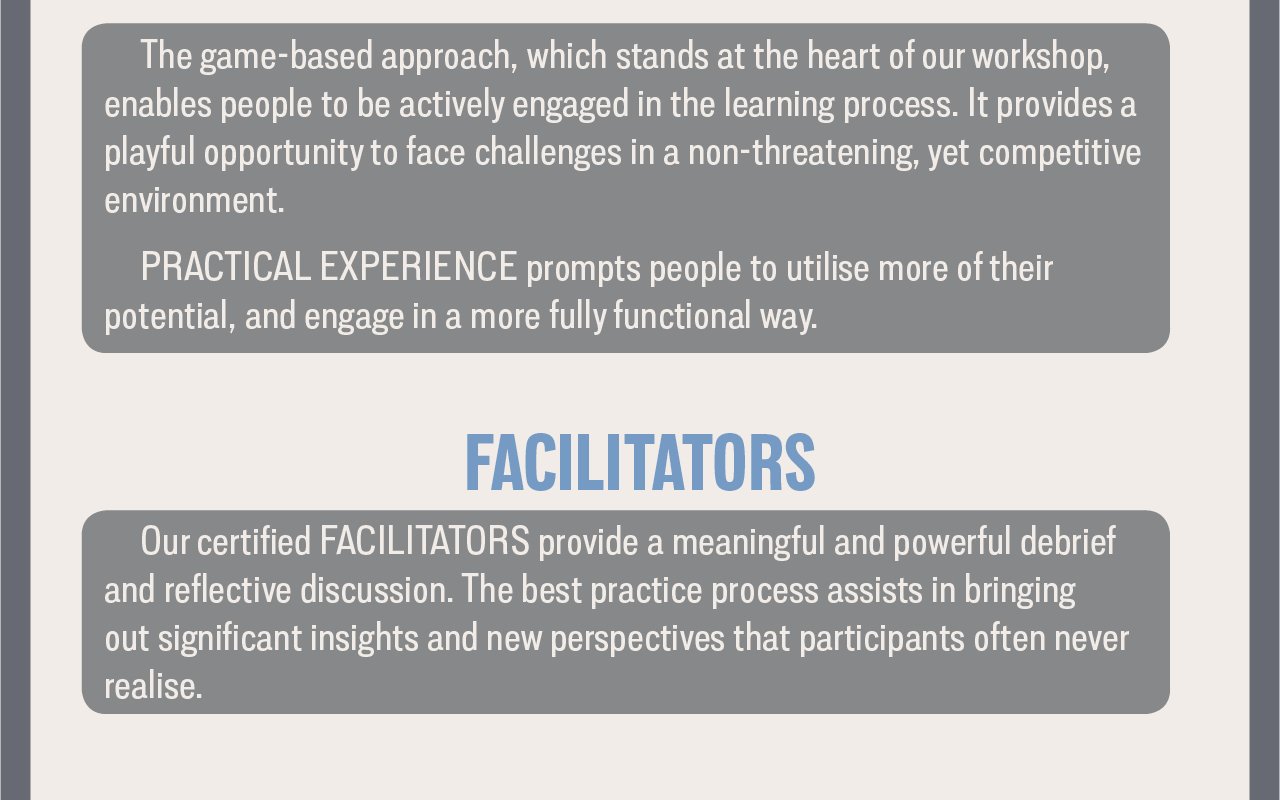 The game-based approach, which stands at the heart of our workshop,
enables people to be actively engaged in the learning process. It provides a
playful opportunity to face challenges in a non-threatening, yet competitive
environment.
PRACTICAL EXPERIENCE prompts people to utilise more of their
potential, and engage in a more fully functional way.
FACILITATORS
Our certified FACILITATORS provide a meaningful and powerful debrief
and reflective discussion. The best practice process assists in bringing
out significant insights and new perspectives that participants often never
realise.